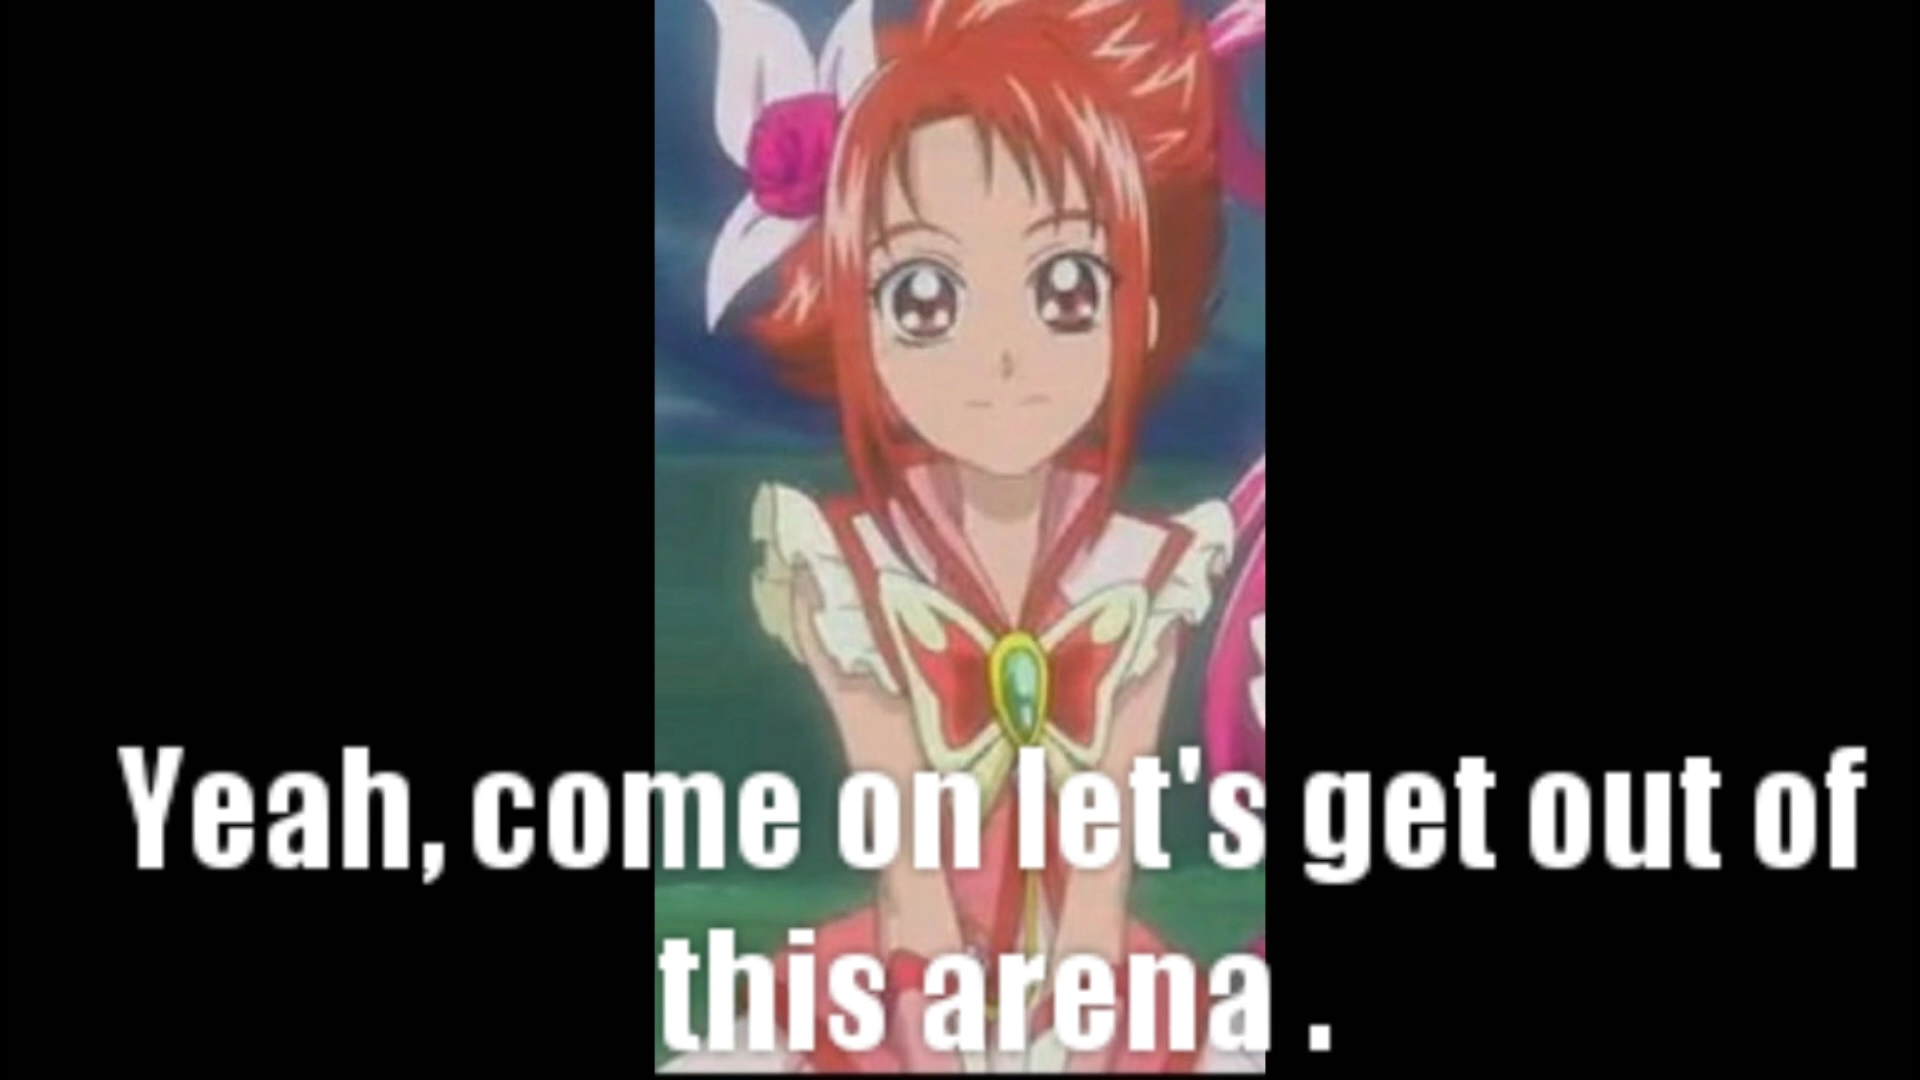 Yeah, come on let's get out of
this arena .